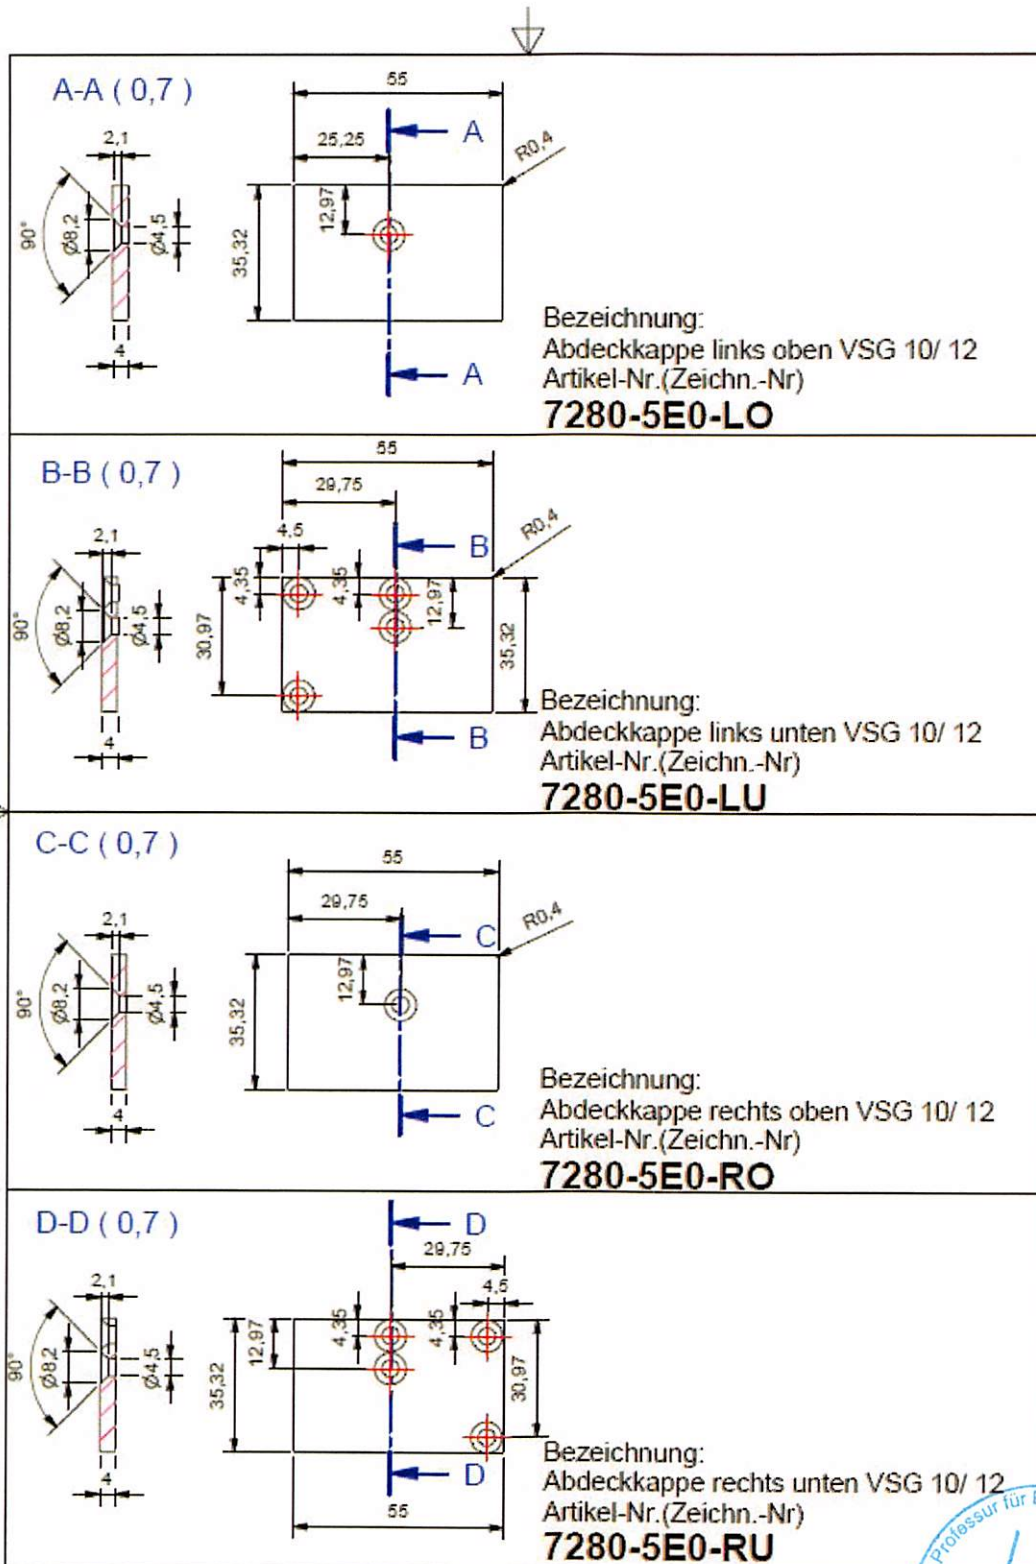 A-A ( 0,7 )
55
2,1
25,25
A
R0,4
90°
Ø8,2
Ø4,5
35,32
12,97
4
A
Bezeichnung:
Abdeckkappe links oben VSG 10/ 12
Artikel-Nr.(Zeichn.-Nr)
7280-5E0-LO
B-B ( 0,7 )
55
29,75
2,1
4,5
B
R0,4
90°
Ø8,2
Ø4,5
30,97
4,35
4,35
12,97
35,32
4
B
Bezeichnung:
Abdeckkappe links unten VSG 10/ 12
Artikel-Nr.(Zeichn.-Nr)
7280-5E0-LU
C-C ( 0,7 )
55
2,1
29,75
C
R0,4
90°
Ø8,2
Ø4,5
35,32
12,97
4
C
Bezeichnung:
Abdeckkappe rechts oben VSG 10/ 12
Artikel-Nr.(Zeichn.-Nr)
7280-5E0-RO
D-D ( 0,7 )
D
29,75
2,1
4,5
90°
Ø8,2
Ø4,5
35,32
12,97
4,35
4,35
30,97
4
D
55
Bezeichnung:
Abdeckkappe rechts unten VSG 10/ 12
Artikel-Nr.(Zeichn.-Nr)
7280-5E0-RU
Professur für